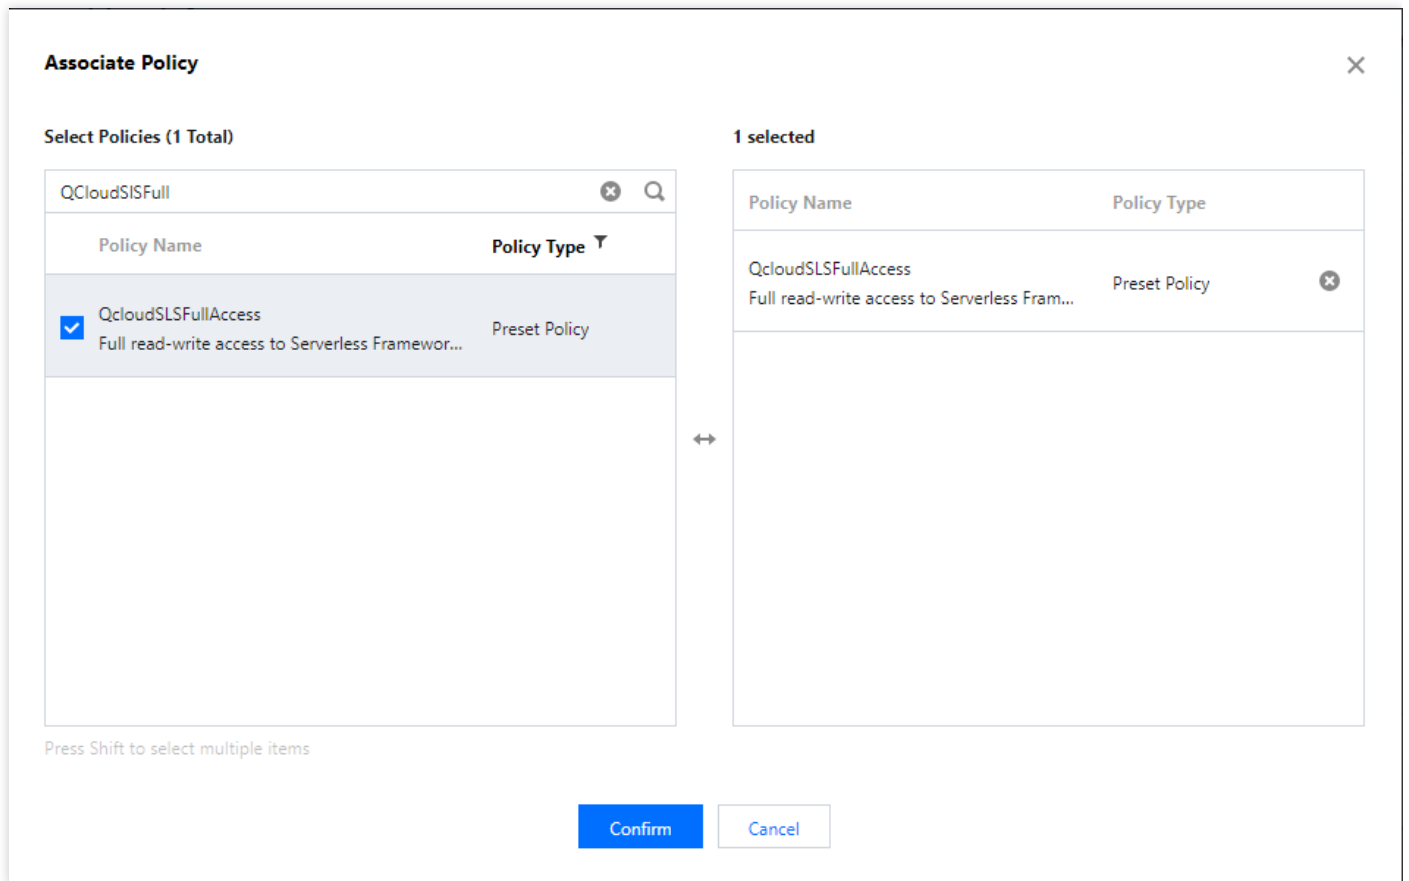 Associate Policy
Select Policies (1 Total)
QCloudSISFull
Policy Name Policy Type
QcloudSLSFullAccess
Full read-write access to Serverless Framewor...
Preset Policy
Press Shift to select multiple items
1 selected
Policy Name Policy Type
QcloudSLSFullAccess
Full read-write access to Serverless Fram...
Preset Policy
Confirm Cancel